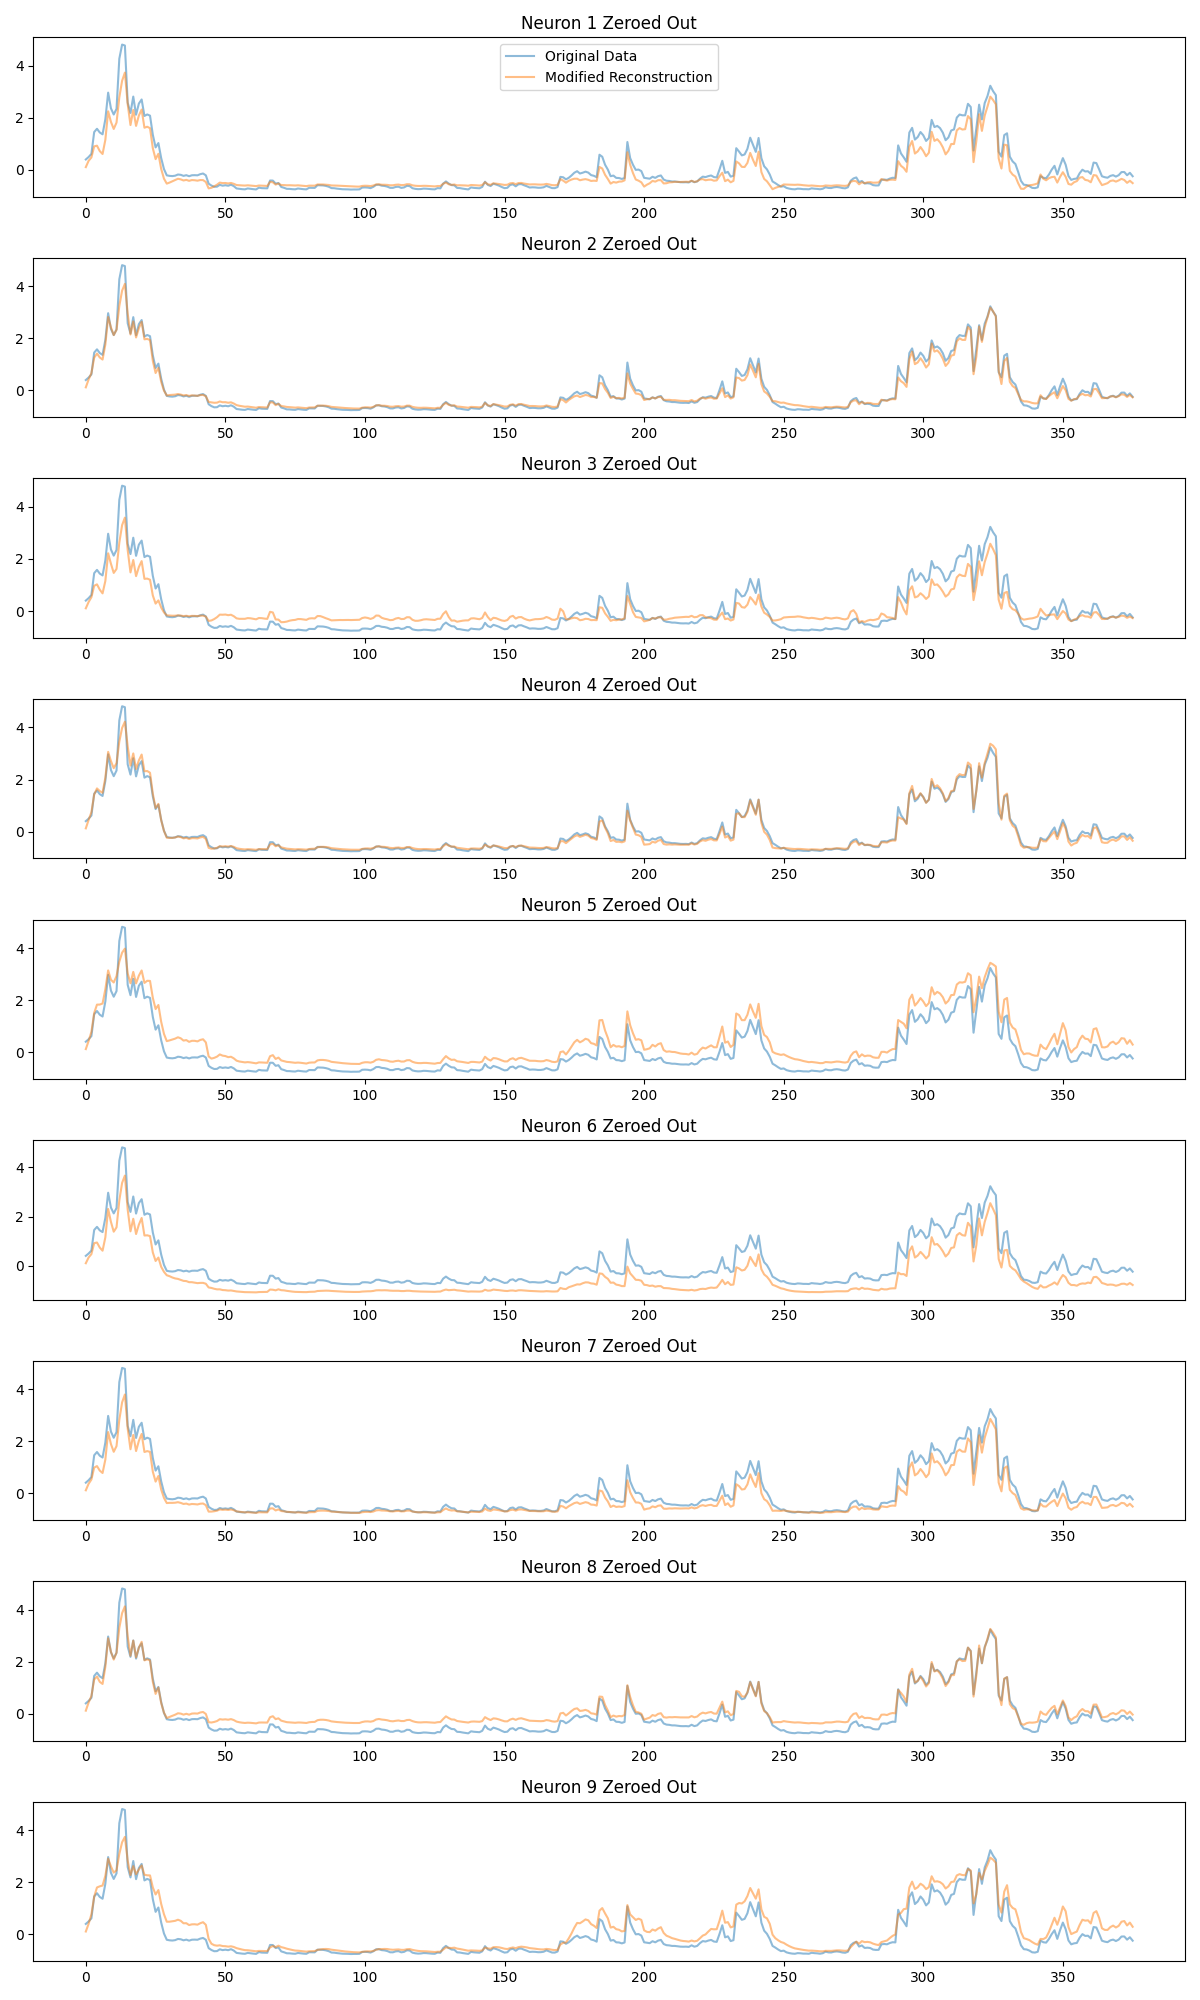 Neuron 1 Zeroed Out
Original Data
Modified Reconstruction
4
2
0
0 50 100 150 200 250 300 350
Neuron 2 Zeroed Out
4
2
0
0 50 100 150 200 250 300 350
Neuron 3 Zeroed Out
4
2
0
0 50 100 150 200 250 300 350
Neuron 4 Zeroed Out
4
2
0
0 50 100 150 200 250 300 350
Neuron 5 Zeroed Out
4
2
0
0 50 100 150 200 250 300 350
Neuron 6 Zeroed Out
4
2
0
0 50 100 150 200 250 300 350
Neuron 7 Zeroed Out
4
2
0
0 50 100 150 200 250 300 350
Neuron 8 Zeroed Out
4
2
0
0 50 100 150 200 250 300 350
Neuron 9 Zeroed Out
4
2
0
0 50 100 150 200 250 300 350